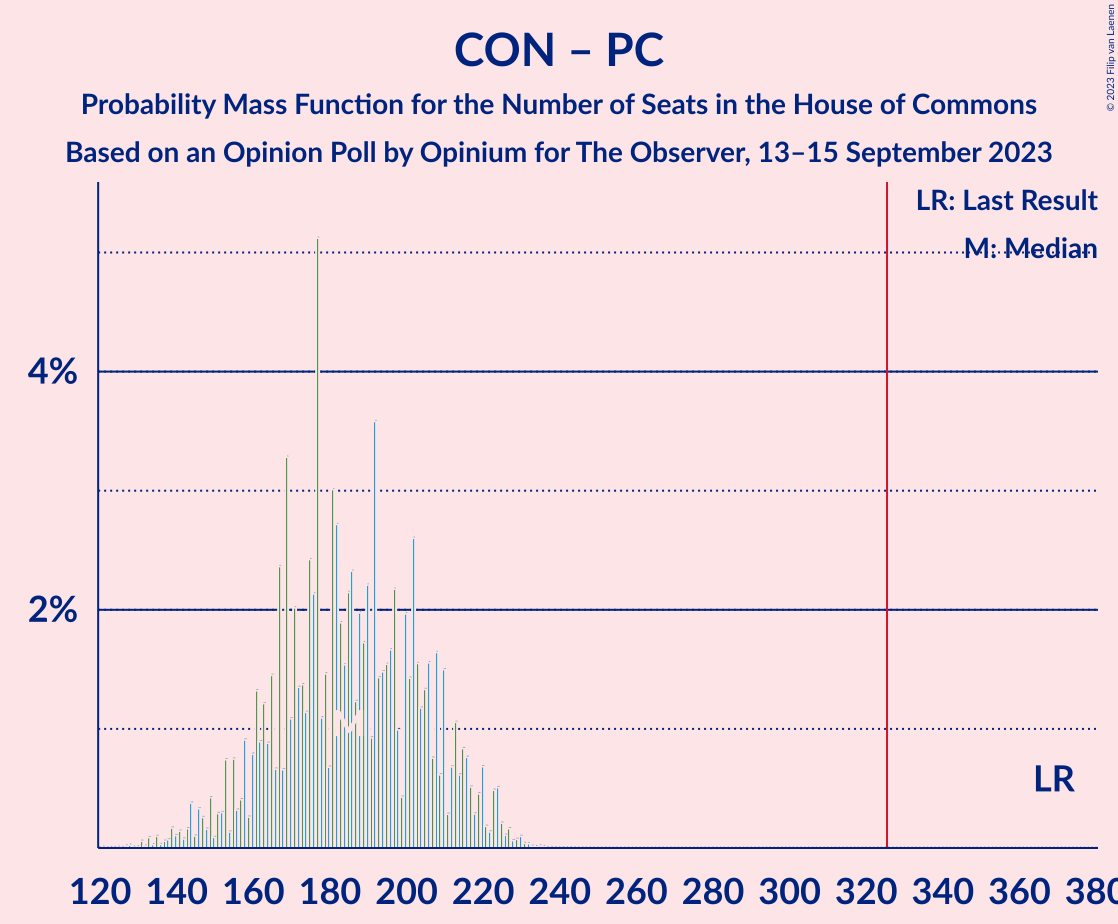 CON – PC
Probability Mass Function for the Number of Seats in the House of Commons
Based on an Opinion Poll by Opinium for The Observer, 13–15 September 2023
© 2023 Filip van Laenen
LR: Last Result
M: Median
4%
2%
M
LR
120 140 160 180 200 220 240 260 280 300 320 340 360 380